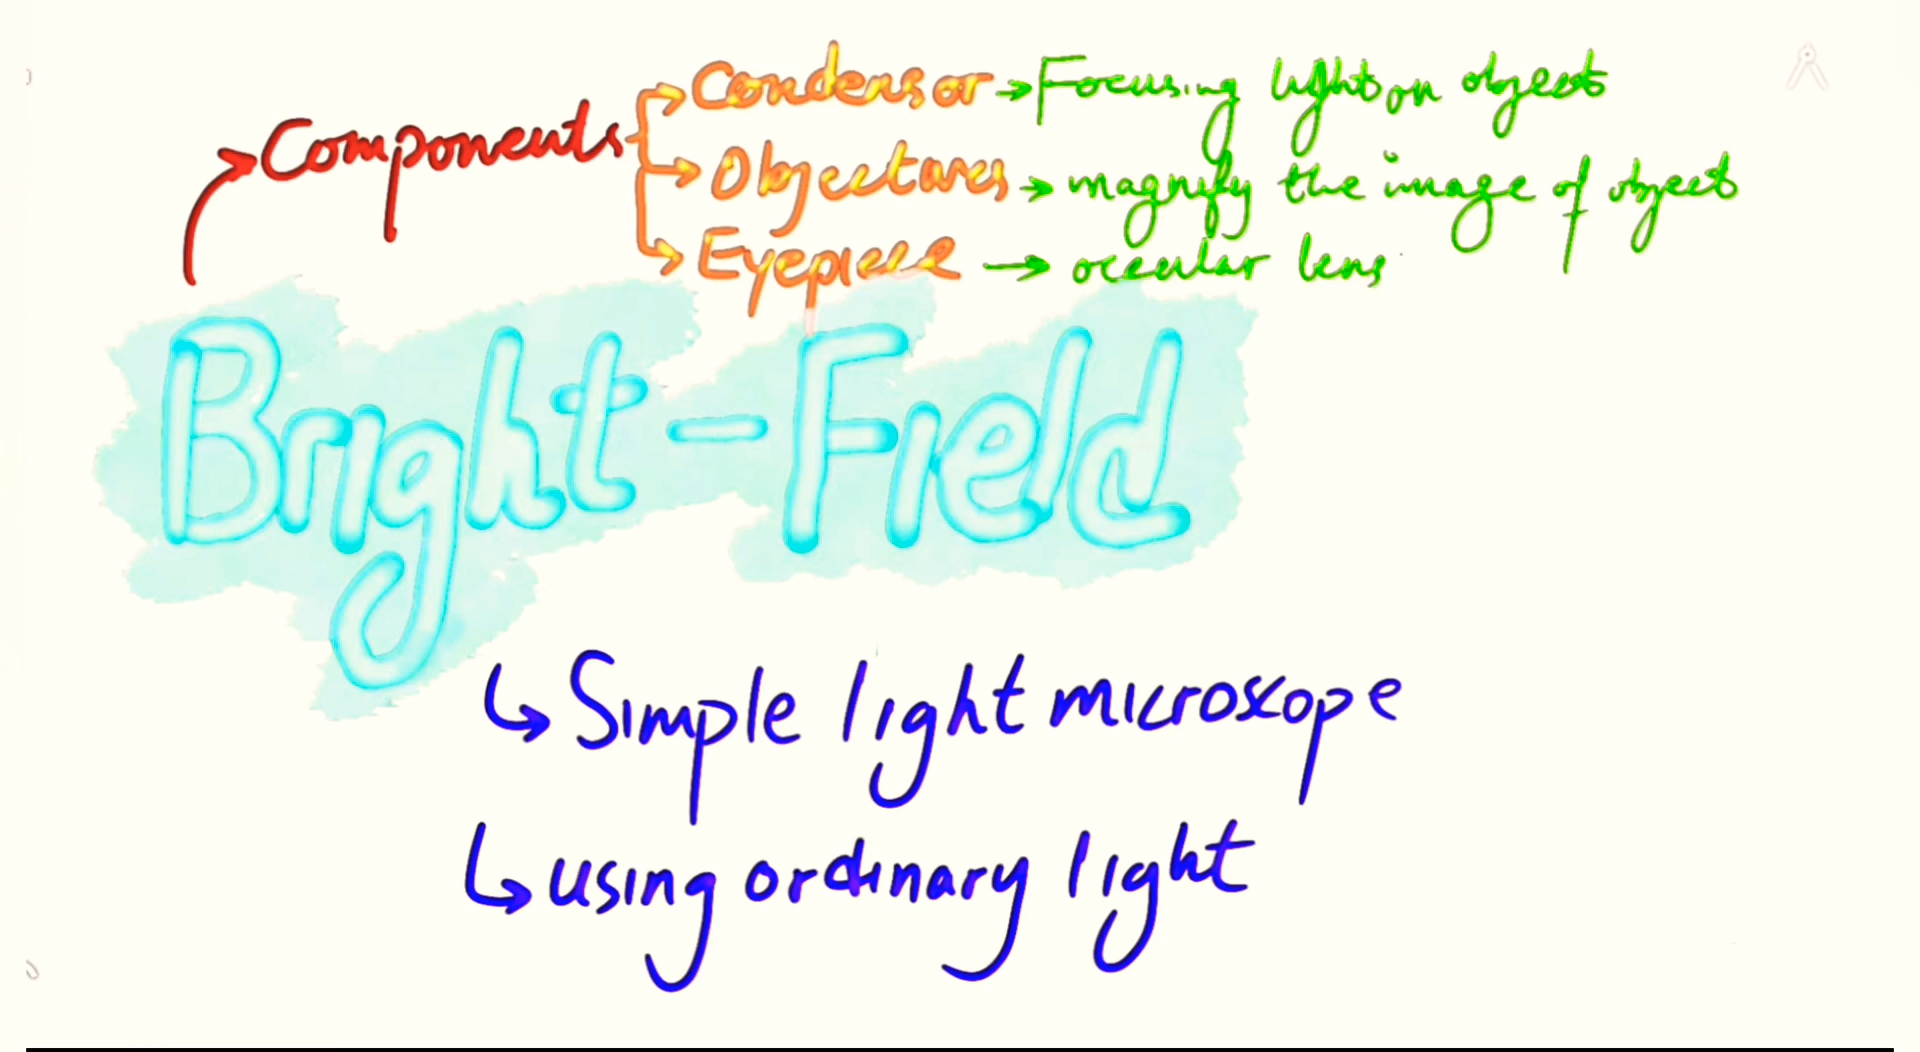 Components
Condensor → Focusing light on object
Objectives → magnify the image of object
Eyepiece → occular lens
Bright-Field
↳ Simple light microscope
↳ using ordinary light